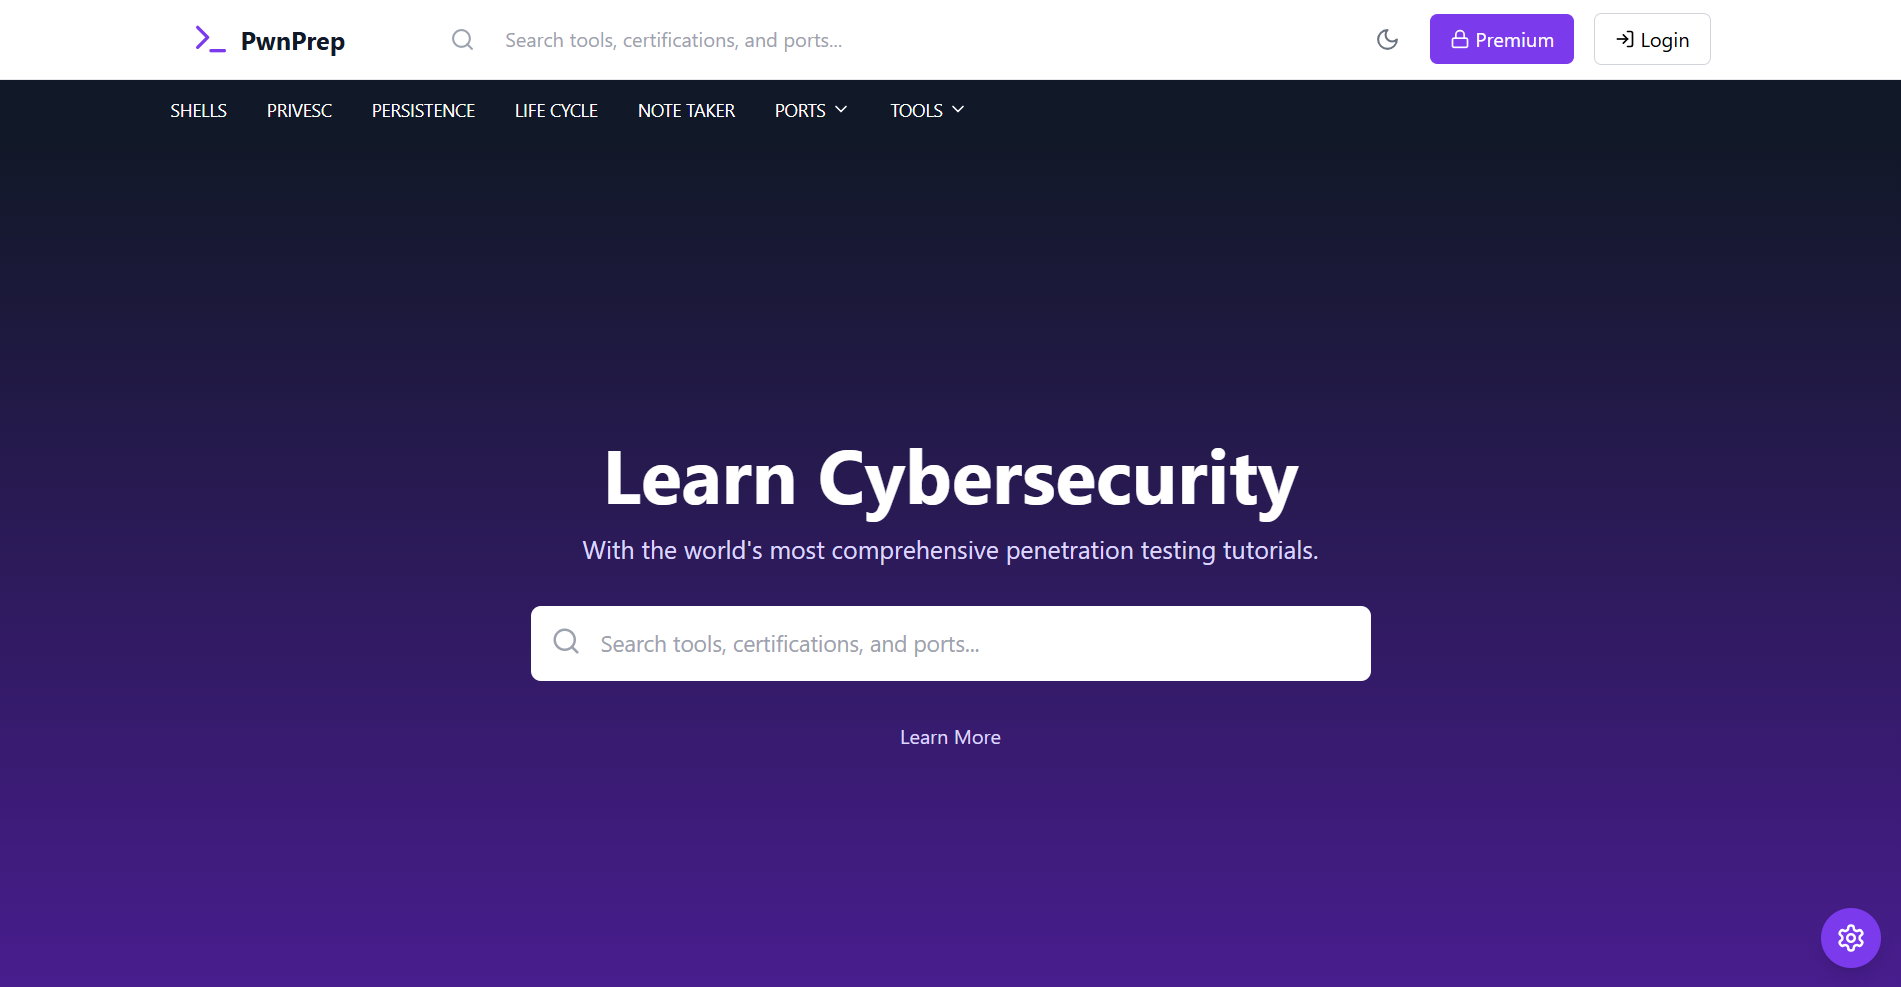 PwnPrep
Search tools, certifications, and ports...
Premium
Login
SHELLS PRIVESC PERSISTENCE LIFE CYCLE NOTE TAKER PORTS TOOLS
Learn Cybersecurity
With the world's most comprehensive penetration testing tutorials.
Search tools, certifications, and ports...
Learn More